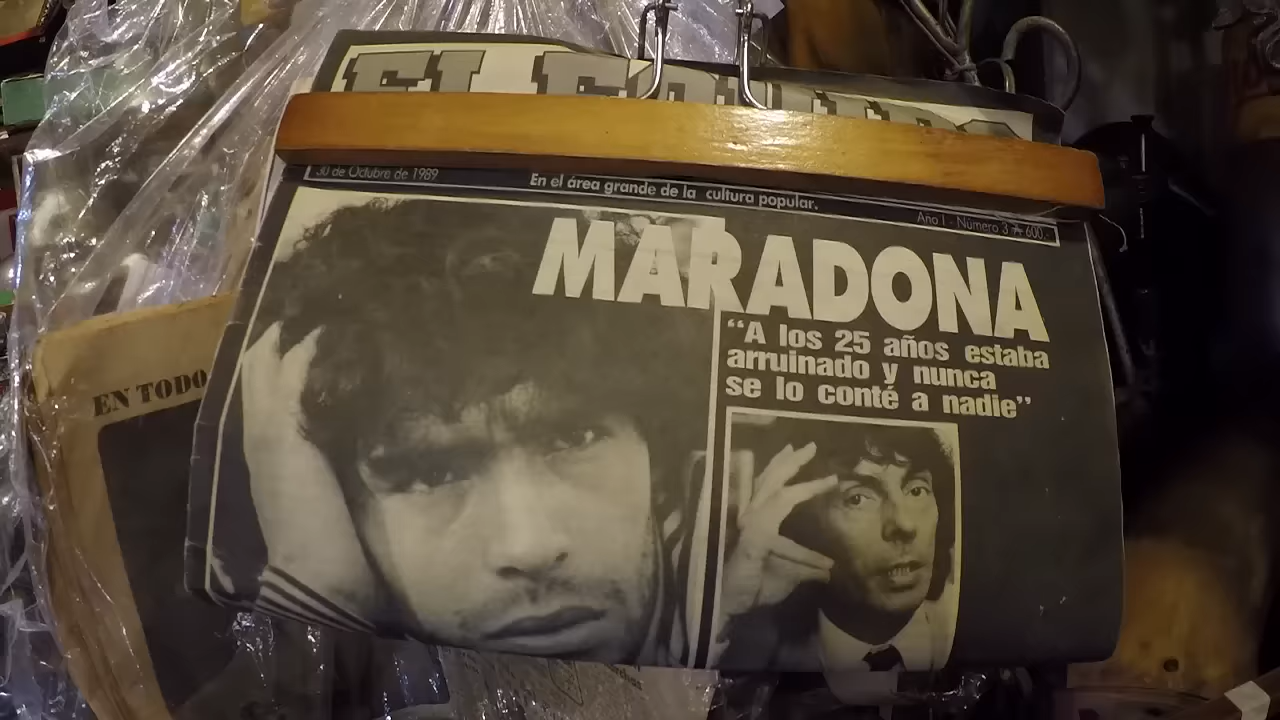 30 de Octubre de 1989
En el área grande de la cultura popular.
Año I - Número 3 A 600.-
MARADONA
“A los 25 años estaba
arruinado y nunca
se lo conté a nadie”
EN TODO